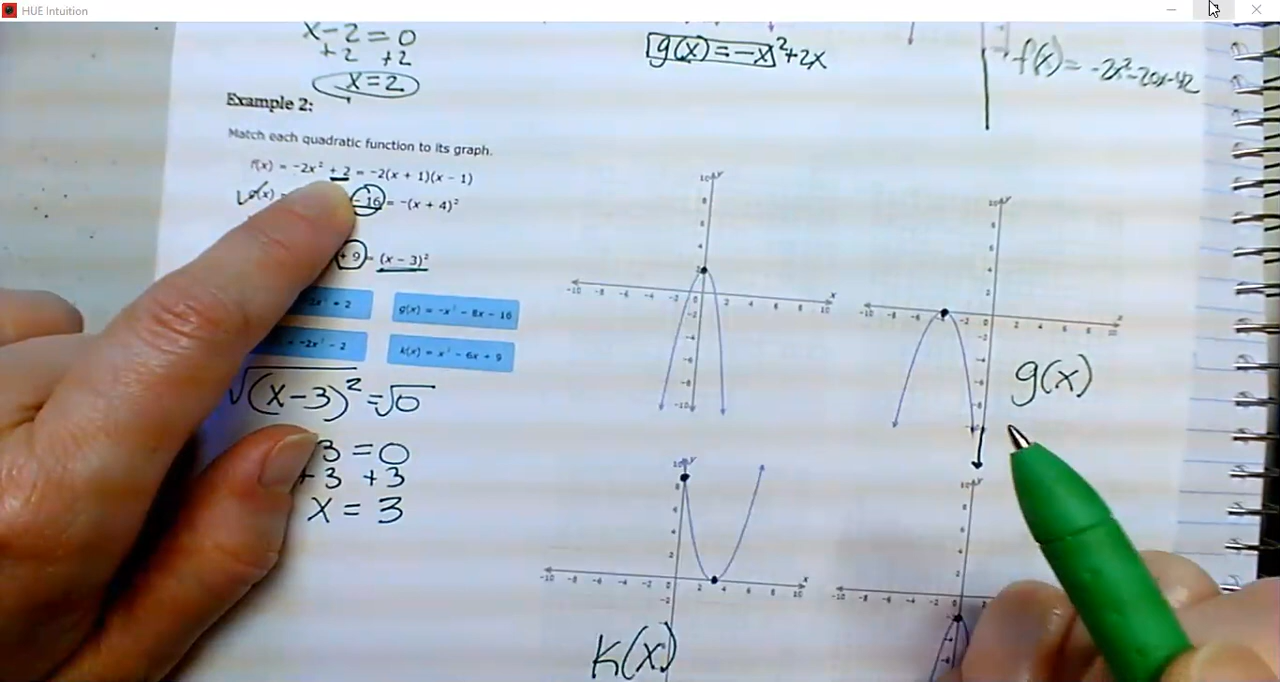 HUE Intuition
x-2=0
+2 +2
x=2
g(x)=-x²+2x
f(x)= -2x²-20x-42
Example 2:
Match each quadratic function to its graph.
f(x) = -2x² + 2 = -2(x + 1)(x - 1)
(x) = - 16 = -(x + 4)²
+ 9 = (x - 3)²
g(x) = -x² - 8x - 16
= -2x² - 2
k(x) = x² - 6x + 9
√(x-3)²=√0
3 = 0
+3 +3
x = 3
g(x)
k(x)